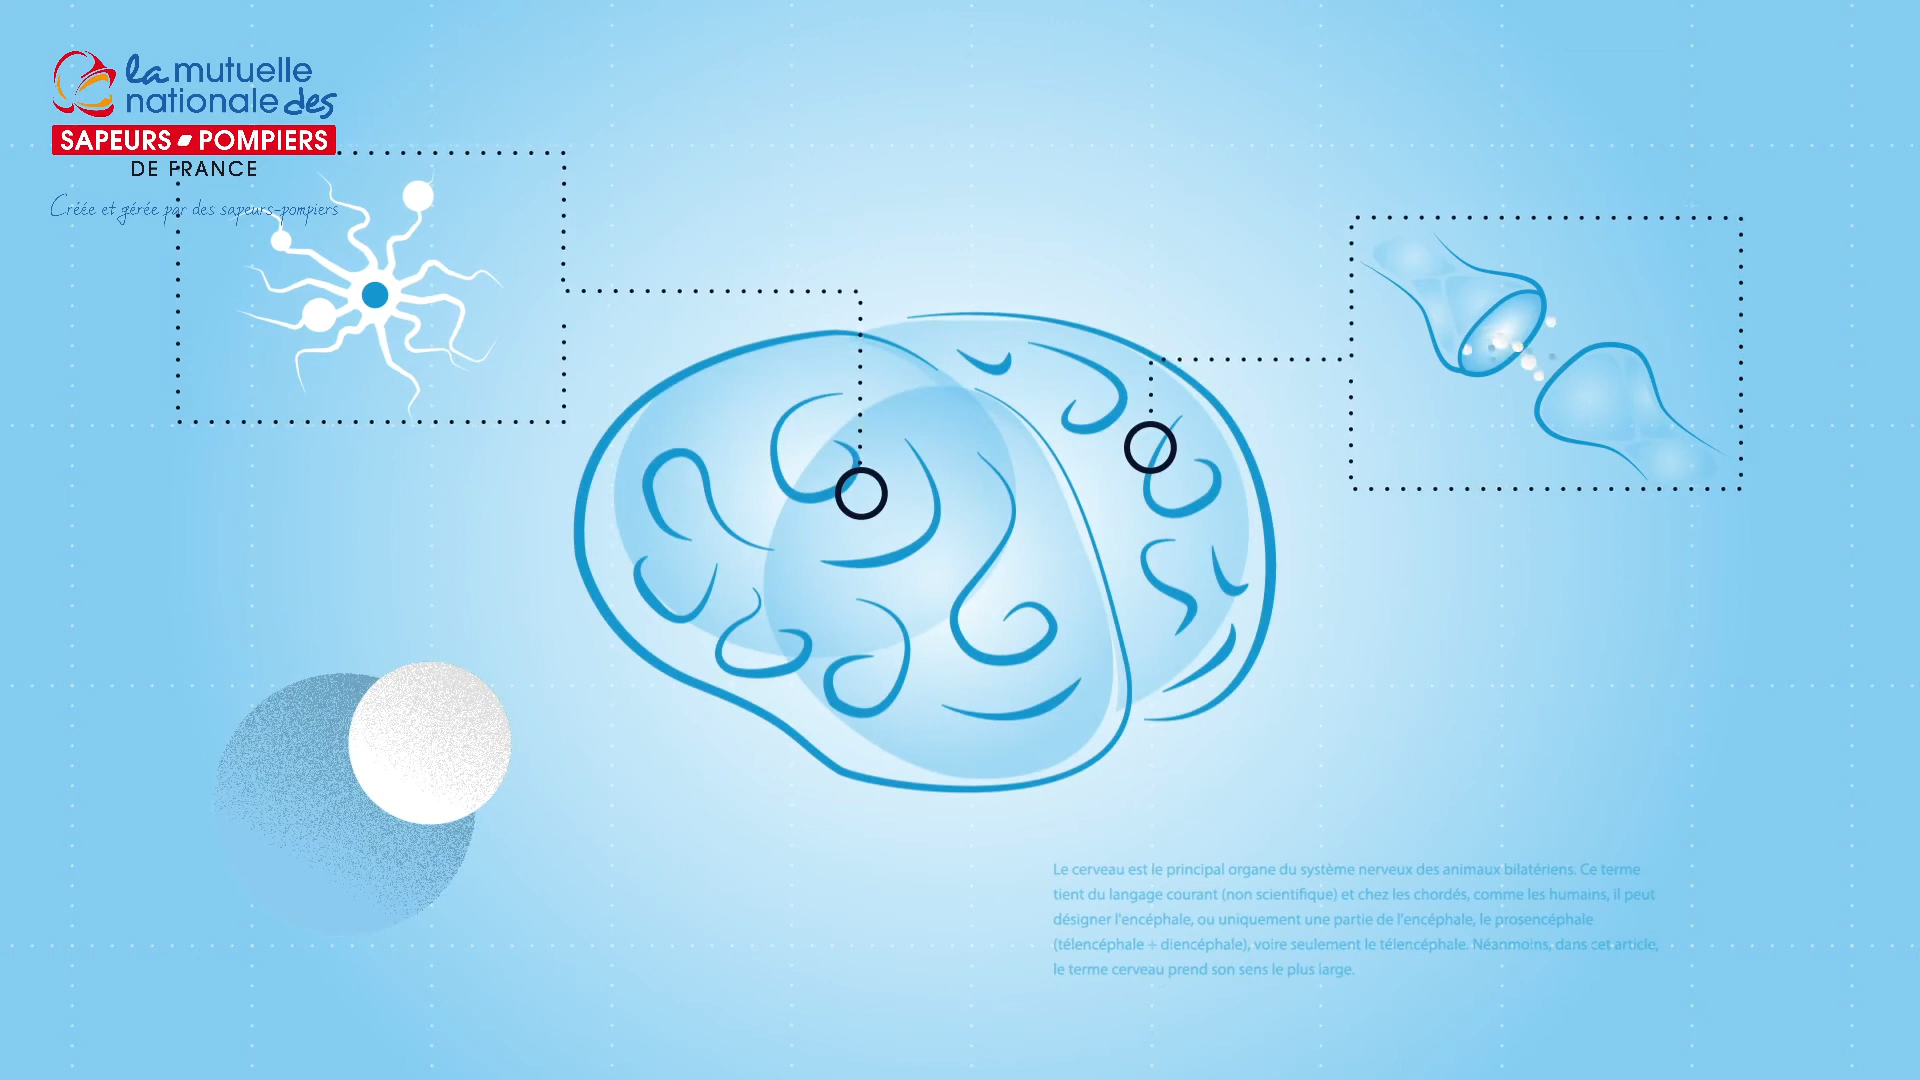 la mutuelle
nationale des
SAPEURS-POMPIERS
DE FRANCE
Créée et gérée par des sapeurs-pompiers
Le cerveau est le principal organe du système nerveux des animaux bilatériens. Ce terme
tient du langage courant (non scientifique) et chez les chordés, comme les humains, il peut
désigner l'encéphale, ou uniquement une partie de l'encéphale, le prosencéphale
(télencéphale + diencéphale), voire seulement le télencéphale. Néanmoins, dans cet article,
le terme cerveau prend son sens le plus large.